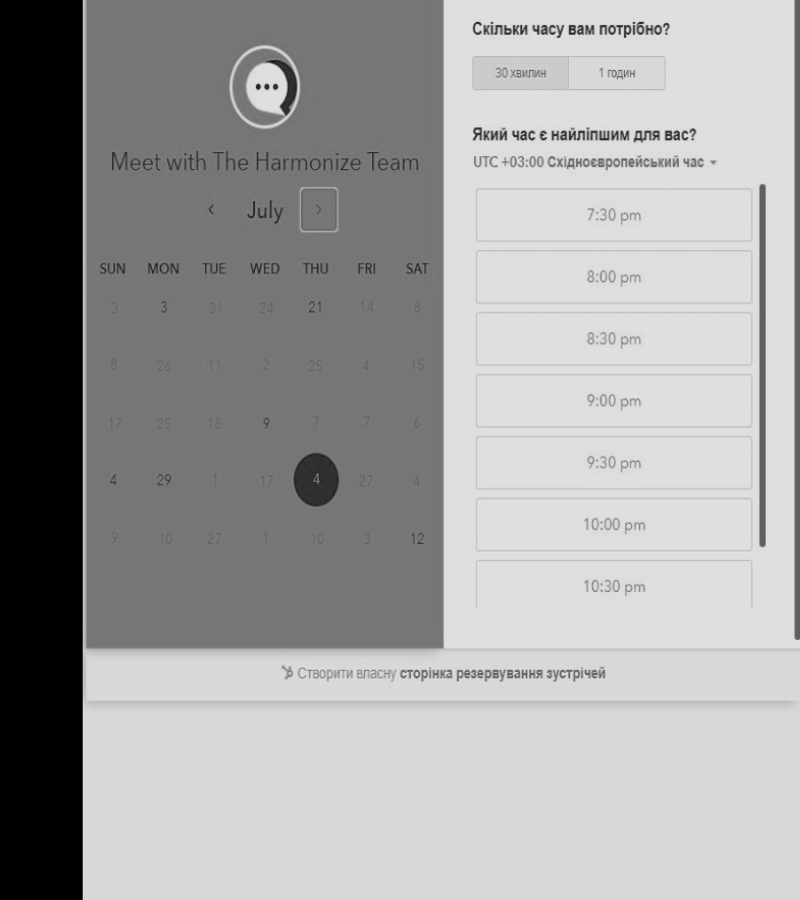 Meet with The Harmonize Team
July
SUN MON TUE WED THU FRI SAT
3 3 31 24 21 14 8
8 26 11 2 25 4 15
17 25 18 9 7 7 6
4 29 1 17 4 27 4
9 10 27 1 10 3 12
Скільки часу вам потрібно?
30 хвилин 1 годин
Який час є найліпшим для вас?
UTC +03:00 Східноєвропейський час
7:30 pm
8:00 pm
8:30 pm
9:00 pm
9:30 pm
10:00 pm
10:30 pm
Створити власну сторінка резервування зустрічей